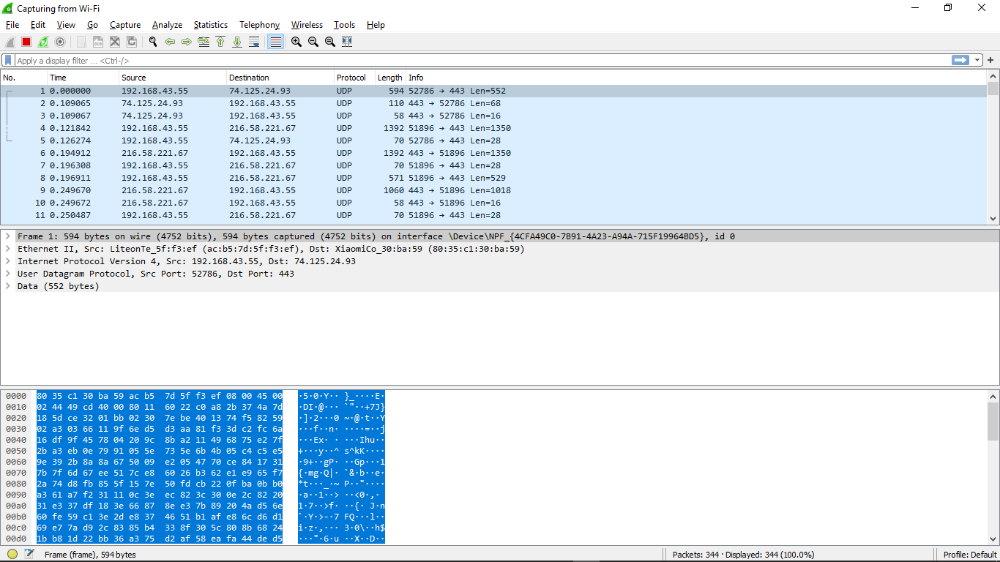 Capturing from Wi-Fi
File Edit View Go Capture Analyze Statistics Telephony Wireless Tools Help
Apply a display filter ... <Ctrl-/>
No. Time Source Destination Protocol Length Info
1 0.000000 192.168.43.55 74.125.24.93 UDP 594 52786 → 443 Len=552
2 0.109065 74.125.24.93 192.168.43.55 UDP 110 443 → 52786 Len=68
3 0.109067 74.125.24.93 192.168.43.55 UDP 58 443 → 52786 Len=16
4 0.121842 192.168.43.55 216.58.221.67 UDP 1392 51896 → 443 Len=1350
5 0.126274 192.168.43.55 74.125.24.93 UDP 70 52786 → 443 Len=28
6 0.194912 216.58.221.67 192.168.43.55 UDP 1392 443 → 51896 Len=1350
7 0.196308 192.168.43.55 216.58.221.67 UDP 70 51896 → 443 Len=28
8 0.196911 192.168.43.55 216.58.221.67 UDP 571 51896 → 443 Len=529
9 0.249670 216.58.221.67 192.168.43.55 UDP 1060 443 → 51896 Len=1018
10 0.249672 216.58.221.67 192.168.43.55 UDP 58 443 → 51896 Len=16
11 0.250487 192.168.43.55 216.58.221.67 UDP 70 51896 → 443 Len=28
Frame 1: 594 bytes on wire (4752 bits), 594 bytes captured (4752 bits) on interface \Device\NPF_{4CFA49C0-7B91-4A23-A94A-715F19964BD5}, id 0
Ethernet II, Src: LiteonTe_5f:f3:ef (ac:b5:7d:5f:f3:ef), Dst: XiaomiCo_30:ba:59 (80:35:c1:30:ba:59)
Internet Protocol Version 4, Src: 192.168.43.55, Dst: 74.125.24.93
User Datagram Protocol, Src Port: 52786, Dst Port: 443
Data (552 bytes)
0000 80 35 c1 30 ba 59 ac b5 7d 5f f3 ef 08 00 45 00 ·5·0·Y·· }_····E·
0010 02 44 49 cd 40 00 80 11 60 22 c0 a8 2b 37 4a 7d ·DI·@··· `"··+7J}
0020 18 5d ce 32 01 bb 02 30 7e be 40 13 74 f5 82 59 ·]·2···0 ~·@·t··Y
0030 02 a3 03 66 11 9f 6e d5 d3 aa 81 f3 3d c2 fc 6a ···f··n· ····=··j
0040 16 df 9f 45 78 04 20 9c 8b a2 11 49 68 75 e2 7f ···Ex· · ···Ihu··
0050 2b a3 eb 0e 79 91 05 5e 73 5e 6b 4b 05 c4 c5 e5 +···y··^ s^kK····
0060 9e 39 2b 8a 8a 67 50 09 e2 05 47 70 ce 84 17 31 ·9+··gP· ··Gp···1
0070 7b 7f 6d 67 ee 51 7c e8 60 26 b3 62 e1 e9 65 f7 {·mg·Q|· `&·b··e·
0080 2a 74 d8 fb 85 5f 15 7e 50 fd cb 22 0f ba 0b b0 *t···_·~ P··"····
0090 a3 61 a7 f2 31 11 0c 3e ec 82 3c 30 0e 2c 82 20 ·a··1··> ··<0·,·
00a0 31 e3 37 df 18 3e 66 87 8e e3 7b 89 20 4a d5 6e 1·7··>f· ··{· J·n
00b0 60 fe 59 c1 3e 2d e8 37 46 51 b1 af e8 6c d6 d1 `·Y·>-·7 FQ···l··
00c0 69 e7 7a d9 2c 83 85 b4 33 8f 30 5c 80 8b 68 24 i·z·,··· 3·0\··h$
00d0 1b b8 1d 22 bb 36 a3 75 d2 af 58 ea fa 44 de d5 ···"·6·u ··X··D··
Frame (frame), 594 bytes Packets: 344 · Displayed: 344 (100.0%) Profile: Default